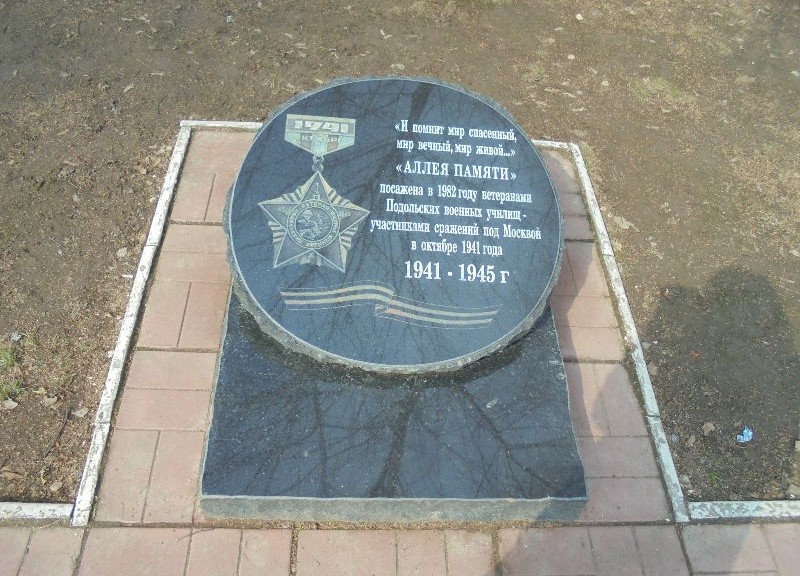 1941
«И помнит мир спасенный,
мир вечный, мир живой...»
«АЛЛЕЯ ПАМЯТИ»
посажена в 1982 году ветеранами
Подольских военных училищ -
участниками сражений под Москвой
в октябре 1941 года
1941 - 1945 г